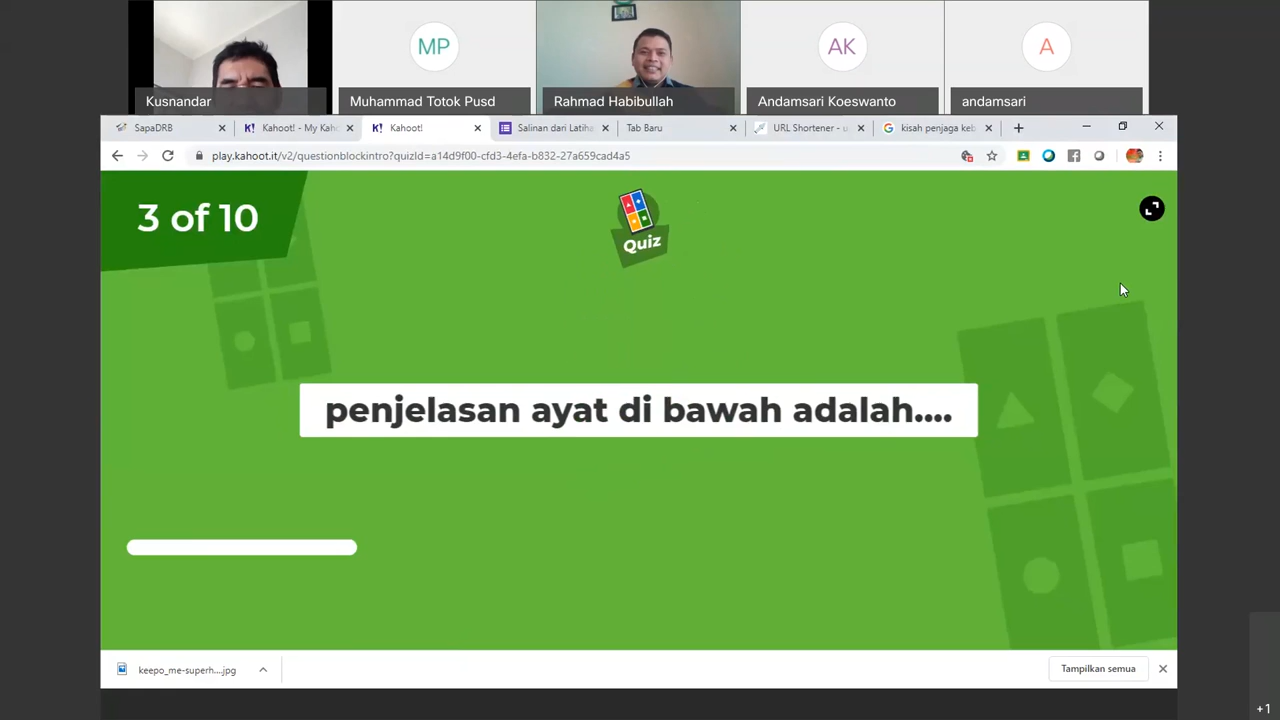 MP
AK
A
Kusnandar
Muhammad Totok Pusd
Rahmad Habibullah
Andamsari Koeswanto
andamsari
SapaDRB
Kahoot! - My Kaho
Kahoot!
Salinan dari Latiha
Tab Baru
URL Shortener - u
kisah penjaga keb
play.kahoot.it/v2/questionblockintro?quizId=a14d9f00-cfd3-4efa-b832-27a659cad4a5
3 of 10
Quiz
penjelasan ayat di bawah adalah....
keepo_me-superh....jpg
Tampilkan semua
+1